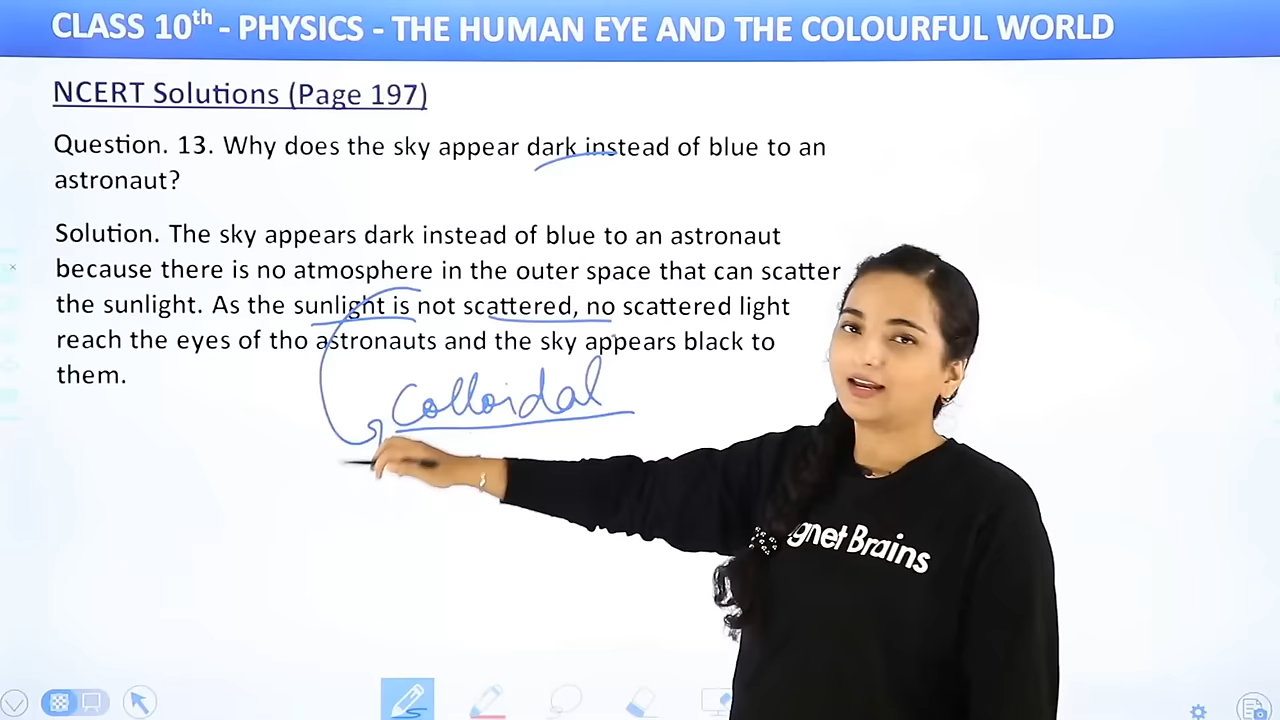 CLASS 10th - PHYSICS - THE HUMAN EYE AND THE COLOURFUL WORLD
NCERT Solutions (Page 197)
Question. 13. Why does the sky appear dark instead of blue to an
astronaut?
Solution. The sky appears dark instead of blue to an astronaut
because there is no atmosphere in the outer space that can scatter
the sunlight. As the sunlight is not scattered, no scattered light
reach the eyes of tho astronauts and the sky appears black to
them.
Colloidal
gnet Brains